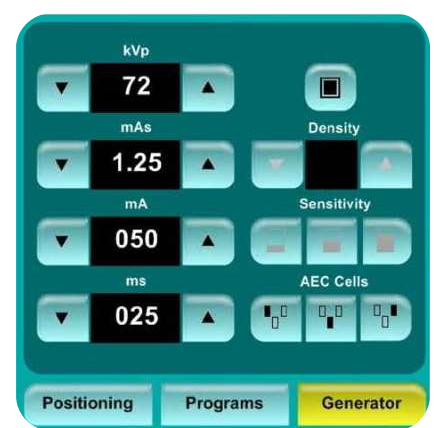 kVp
72
mAs
Density
1.25
mA
Sensitivity
050
ms
AEC Cells
025
Positioning Programs Generator